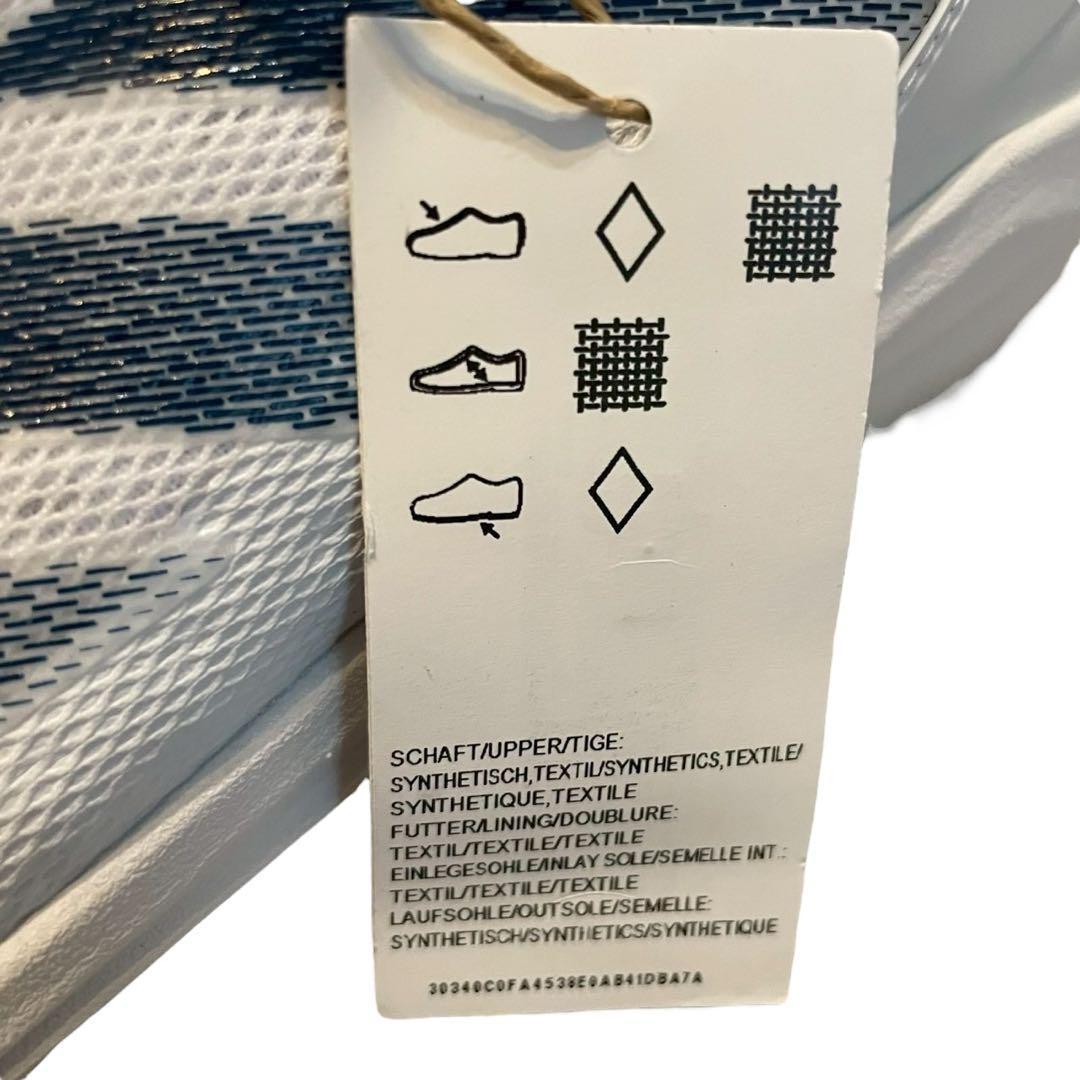 SCHAFT/UPPER/TIGE:
SYNTHETISCH,TEXTIL/SYNTHETICS,TEXTILE/
SYNTHETIQUE,TEXTILE
FUTTER/LINING/DOUBLURE:
TEXTIL/TEXTILE/TEXTILE
EINLEGESOHLE/INLAY SOLE/SEMELLE INT.:
TEXTIL/TEXTILE/TEXTILE
LAUFSOHLE/OUTSOLE/SEMELLE:
SYNTHETISCH/SYNTHETICS/SYNTHETIQUE
30340C0FA4538E0AB41DBA7A